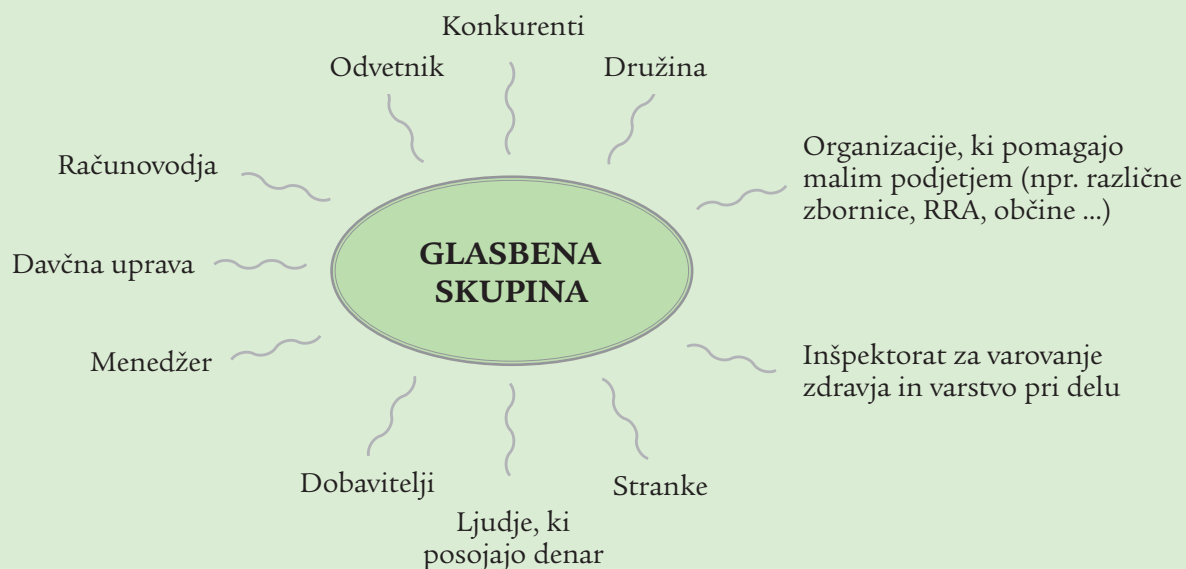 Konkurenti
Odvetnik
Družina
Računovodja
Organizacije, ki pomagajo
malim podjetjem (npr. različne
zbornice, RRA, občine ...)
Davčna uprava
GLASBENA
SKUPINA
Menedžer
Inšpektorat za varovanje
zdravja in varstvo pri delu
Dobavitelji
Stranke
Ljudje, ki
posojajo denar